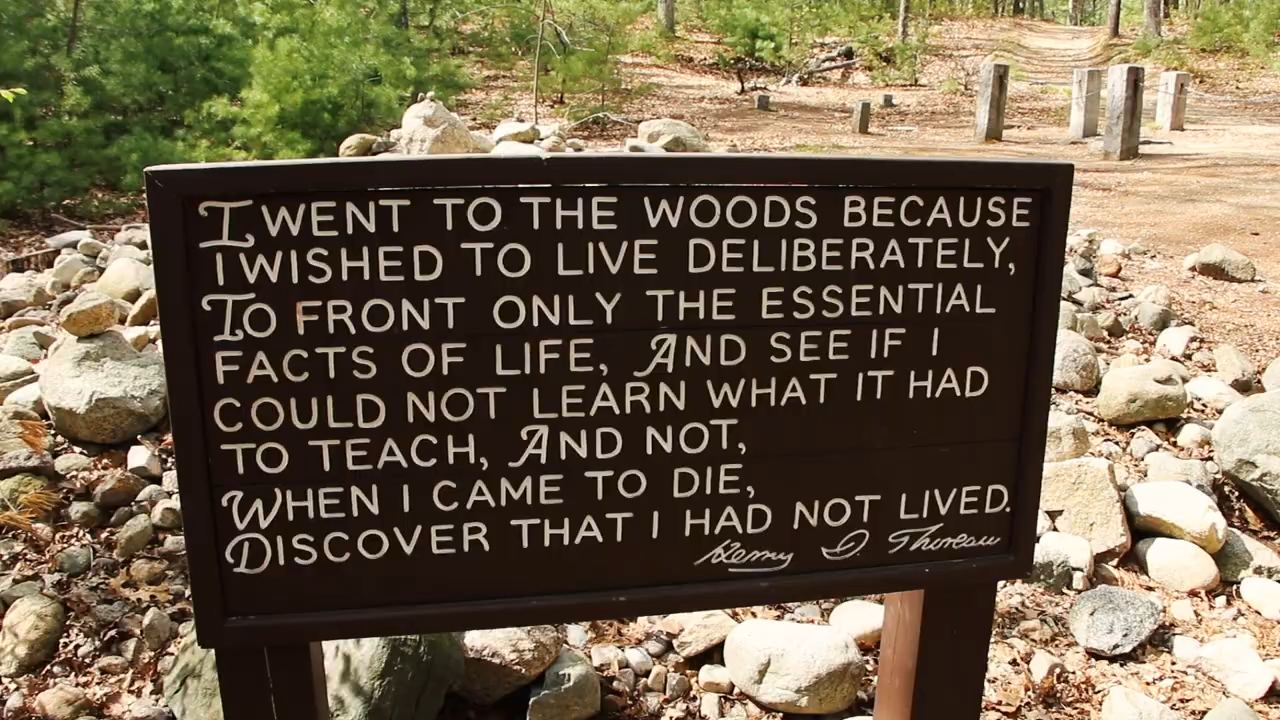 I WENT TO THE WOODS BECAUSE
I WISHED TO LIVE DELIBERATELY,
TO FRONT ONLY THE ESSENTIAL
FACTS OF LIFE, AND SEE IF I
COULD NOT LEARN WHAT IT HAD
TO TEACH, AND NOT,
WHEN I CAME TO DIE,
DISCOVER THAT I HAD NOT LIVED.
Henry D. Thoreau